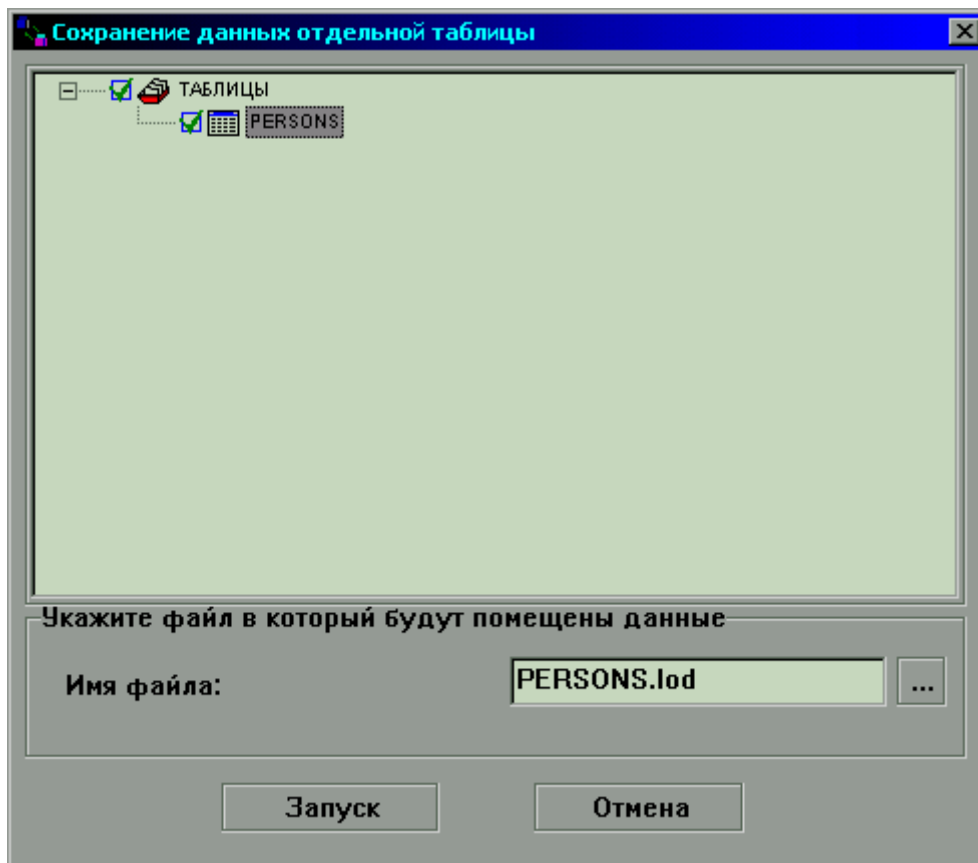 Сохранение данных отдельной таблицы
ТАБЛИЦЫ
PERSONS
Укажите файл в который будут помещены данные
Имя файла:
PERSONS.lod
...
Запуск
Отмена